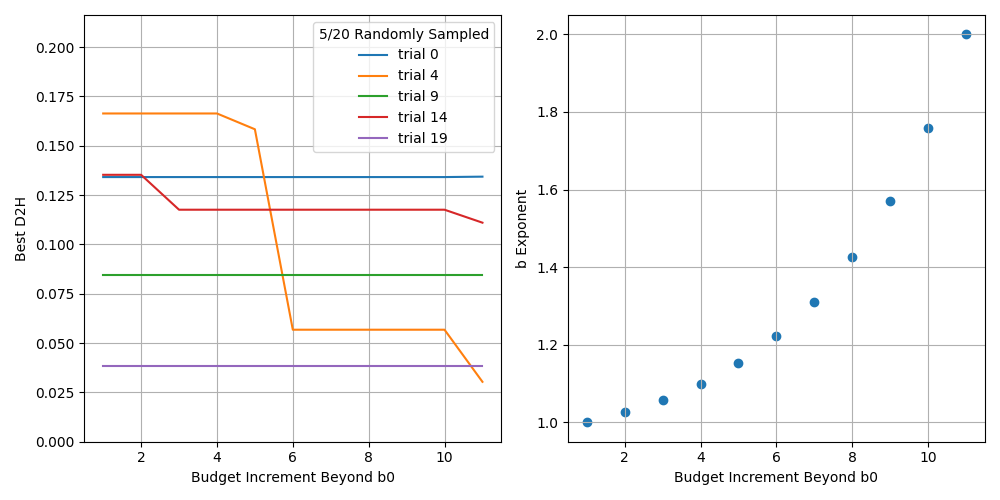 5/20 Randomly Sampled
trial 0
trial 4
trial 9
trial 14
trial 19
0.200
0.175
0.150
0.125
0.100
0.075
0.050
0.025
0.000
Best D2H
2 4 6 8 10
Budget Increment Beyond b0
2.0
1.8
1.6
1.4
1.2
1.0
b Exponent
2 4 6 8 10
Budget Increment Beyond b0